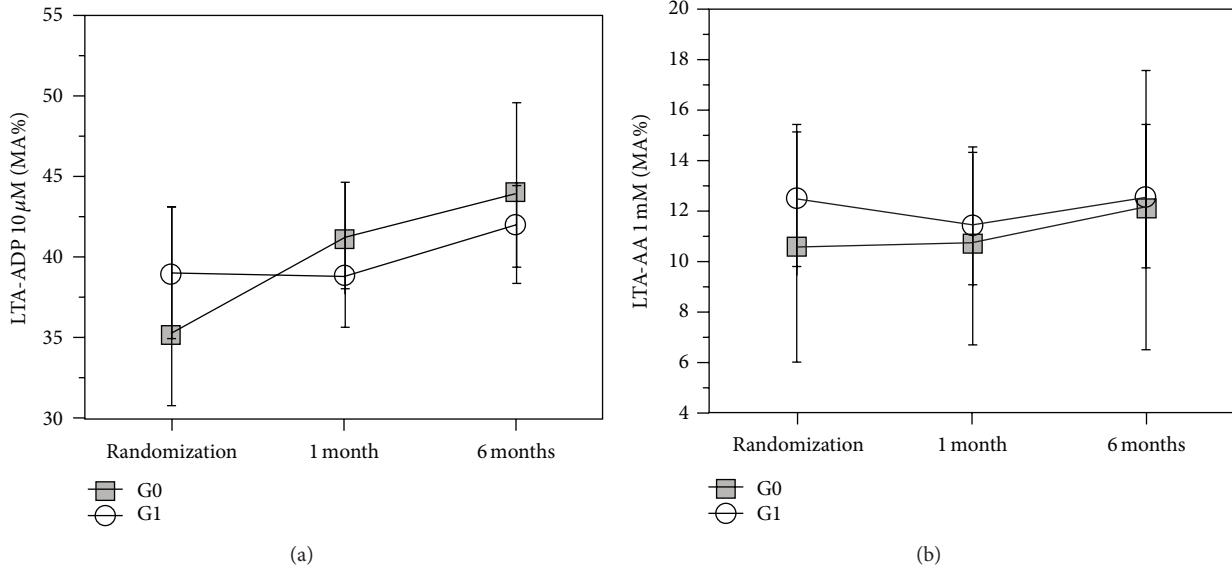 LTA-ADP 10 μM (MA%)
55
50
45
40
35
30
Randomization
1 month
6 months
G0
G1
(a)
LTA-AA 1 mM (MA%)
20
18
16
14
12
10
8
6
4
Randomization
1 month
6 months
G0
G1
(b)